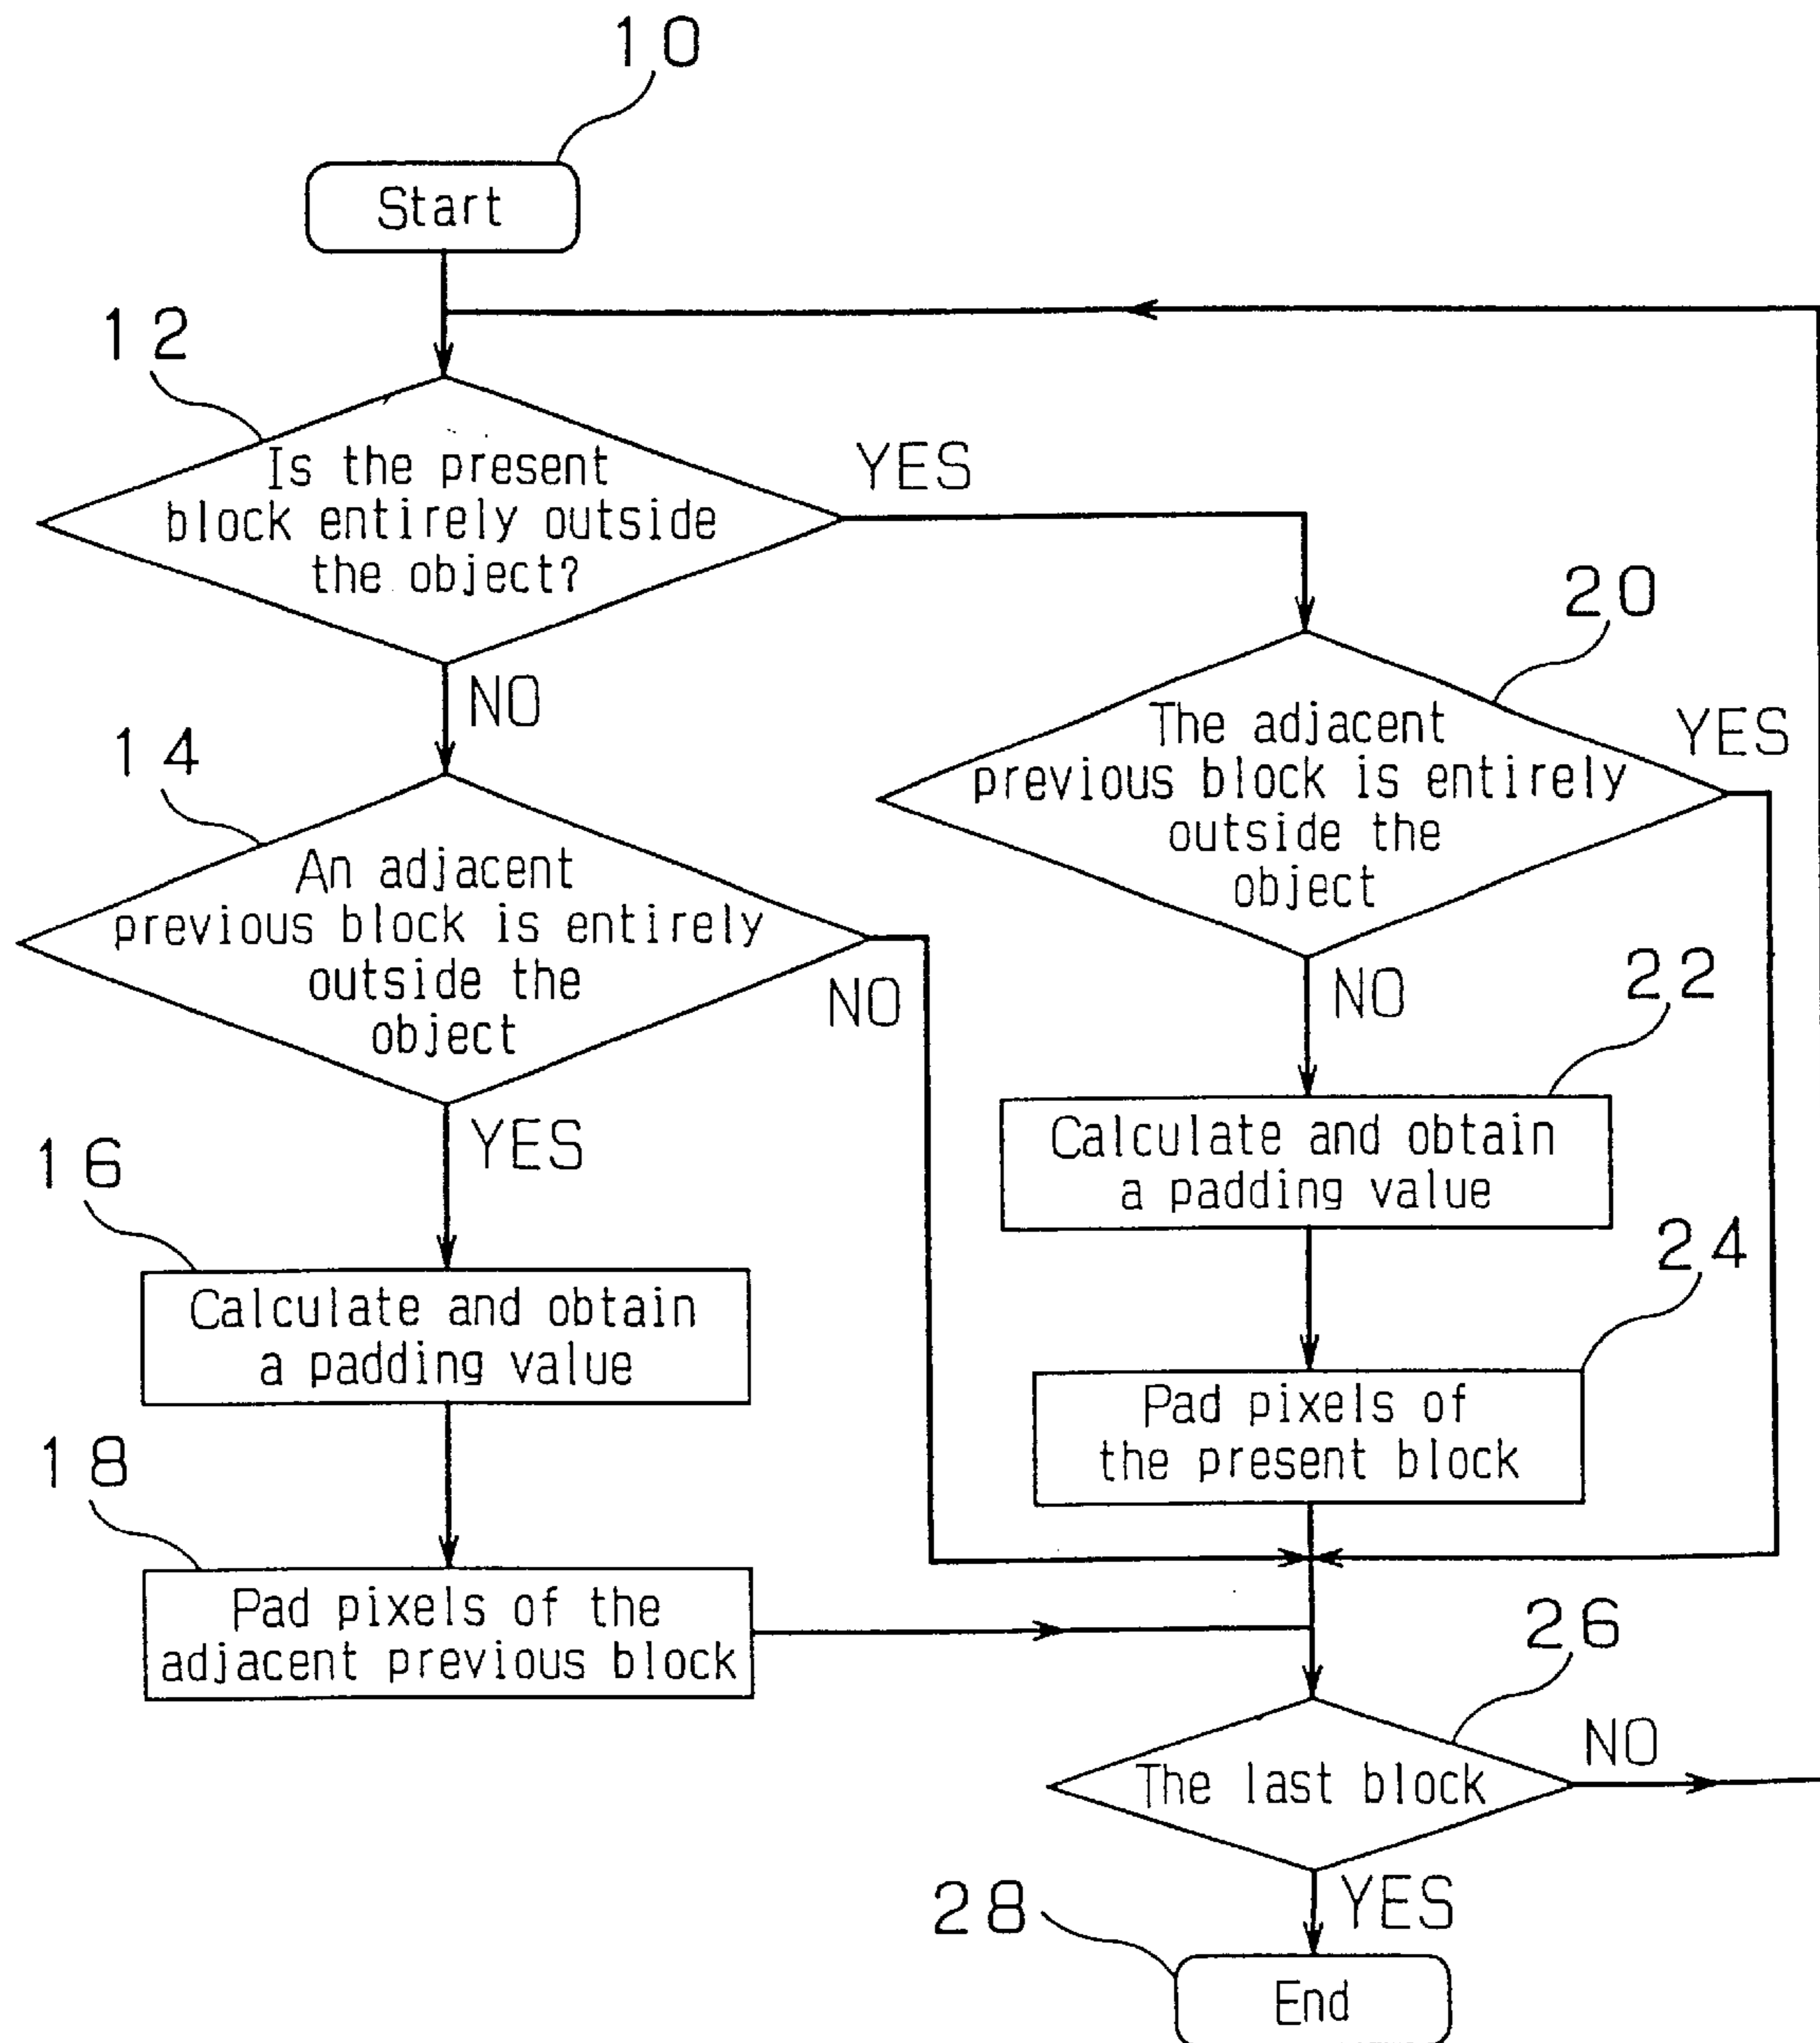 10
Start
12
Is the present
block entirely outside
the object?
YES
NO
20
The adjacent
previous block is entirely
outside the
object
YES
NO
14
An adjacent
previous block is entirely
outside the
object
NO
YES
22
Calculate and obtain
a padding value
16
Calculate and obtain
a padding value
24
Pad pixels of
the present block
18
Pad pixels of the
adjacent previous block
26
The last block
NO
YES
28
End